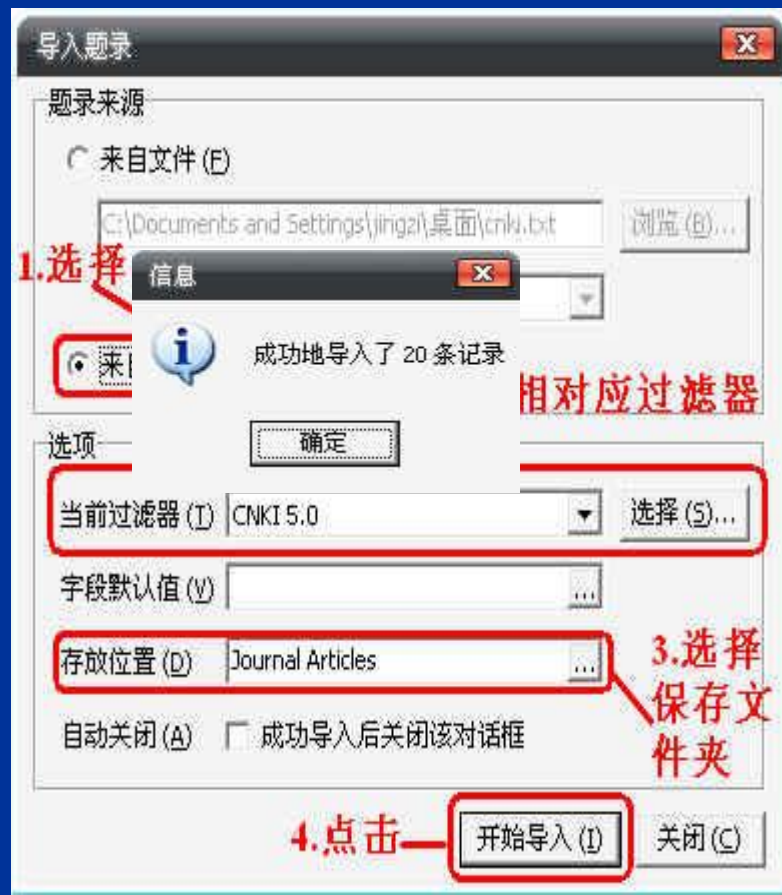 导入题录
题录来源
来自文件(F)
C:\Documents and Settings\jingzi\桌面\cnki.txt 浏览(B)...
1.选择
信息
成功地导入了 20 条记录
来
相对应过滤器
确定
选项
当前过滤器(T) CNKI 5.0 选择(S)...
字段默认值(V) ...
存放位置(D) Journal Articles ...
3.选择
保存文
件夹
自动关闭(A) 成功导入后关闭该对话框
4.点击 开始导入(I) 关闭(C)